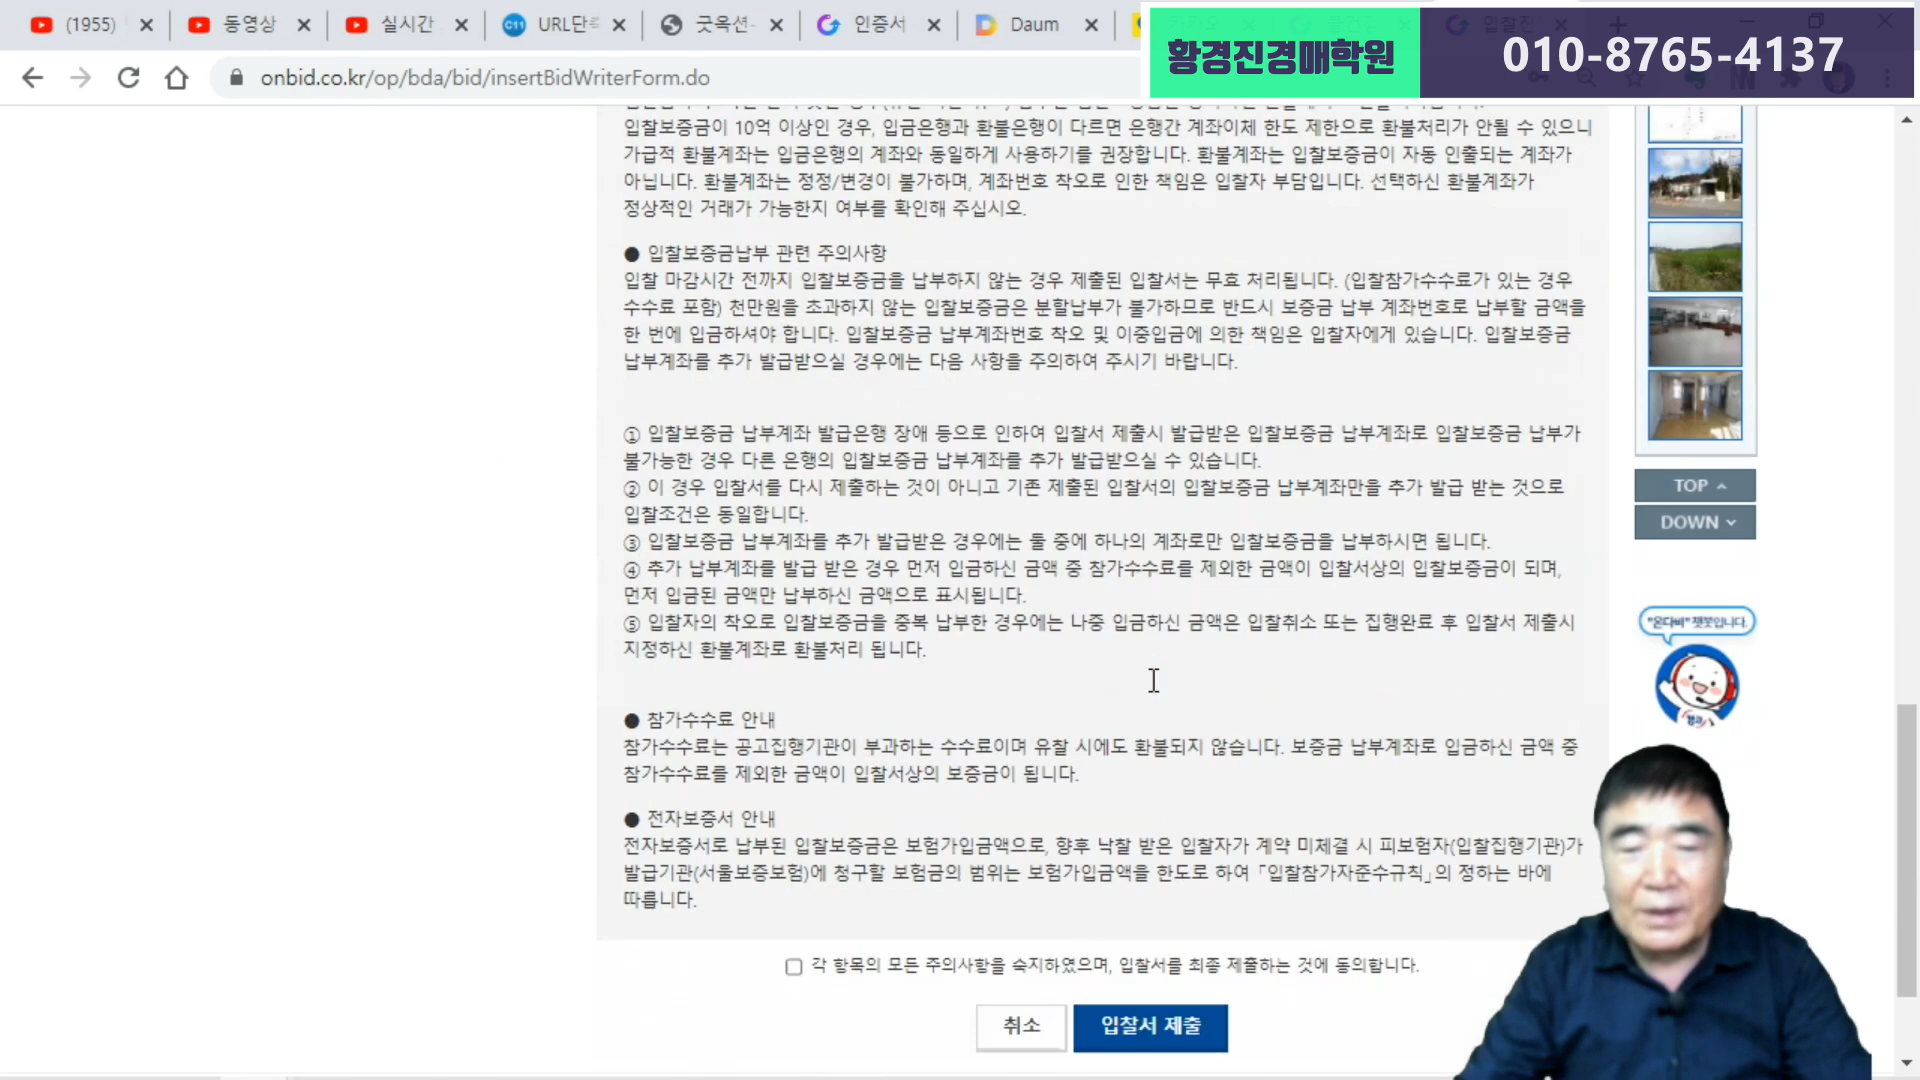 (1955)
동영상
실시간
URL단축
굿옥션-
인증서
Daum
황경진경매학원
010-8765-4137
onbid.co.kr/op/bda/bid/insertBidWriterForm.do
입찰보증금이 10억 이상인 경우, 입금은행과 환불은행이 다르면 은행간 계좌이체 한도 제한으로 환불처리가 안될 수 있으니
가급적 환불계좌는 입금은행의 계좌와 동일하게 사용하기를 권장합니다. 환불계좌는 입찰보증금이 자동 인출되는 계좌가
아닙니다. 환불계좌는 정정/변경이 불가하며, 계좌번호 착오로 인한 책임은 입찰자 부담입니다. 선택하신 환불계좌가
정상적인 거래가 가능한지 여부를 확인해 주십시오.
● 입찰보증금납부 관련 주의사항
입찰 마감시간 전까지 입찰보증금을 납부하지 않는 경우 제출된 입찰서는 무효 처리됩니다. (입찰참가수수료가 있는 경우
수수료 포함) 천만원을 초과하지 않는 입찰보증금은 분할납부가 불가하므로 반드시 보증금 납부 계좌번호로 납부할 금액을
한 번에 입금하셔야 합니다. 입찰보증금 납부계좌번호 착오 및 이중입금에 의한 책임은 입찰자에게 있습니다. 입찰보증금
납부계좌를 추가 발급받으실 경우에는 다음 사항을 주의하여 주시기 바랍니다.
① 입찰보증금 납부계좌 발급은행 장애 등으로 인하여 입찰서 제출시 발급받은 입찰보증금 납부계좌로 입찰보증금 납부가
불가능한 경우 다른 은행의 입찰보증금 납부계좌를 추가 발급받으실 수 있습니다.
② 이 경우 입찰서를 다시 제출하는 것이 아니고 기존 제출된 입찰서의 입찰보증금 납부계좌만을 추가 발급 받는 것으로
입찰조건은 동일합니다.
③ 입찰보증금 납부계좌를 추가 발급받은 경우에는 둘 중에 하나의 계좌로만 입찰보증금을 납부하시면 됩니다.
④ 추가 납부계좌를 발급 받은 경우 먼저 입금하신 금액 중 참가수수료를 제외한 금액이 입찰서상의 입찰보증금이 되며,
먼저 입금된 금액만 납부하신 금액으로 표시됩니다.
⑤ 입찰자의 착오로 입찰보증금을 중복 납부한 경우에는 나중 입금하신 금액은 입찰취소 또는 집행완료 후 입찰서 제출시
지정하신 환불계좌로 환불처리 됩니다.
● 참가수수료 안내
참가수수료는 공고집행기관이 부과하는 수수료이며 유찰 시에도 환불되지 않습니다. 보증금 납부계좌로 입금하신 금액 중
참가수수료를 제외한 금액이 입찰서상의 보증금이 됩니다.
● 전자보증서 안내
전자보증서로 납부된 입찰보증금은 보험가입금액으로, 향후 낙찰 받은 입찰자가 계약 미체결 시 피보험자(입찰집행기관)가
발급기관(서울보증보험)에 청구할 보험금의 범위는 보험가입금액을 한도로 하여 「입찰참가자준수규칙」의 정하는 바에
따릅니다.
각 항목의 모든 주의사항을 숙지하였으며, 입찰서를 최종 제출하는 것에 동의합니다.
취소
입찰서 제출
TOP
DOWN
"온다비" 챗봇입니다.